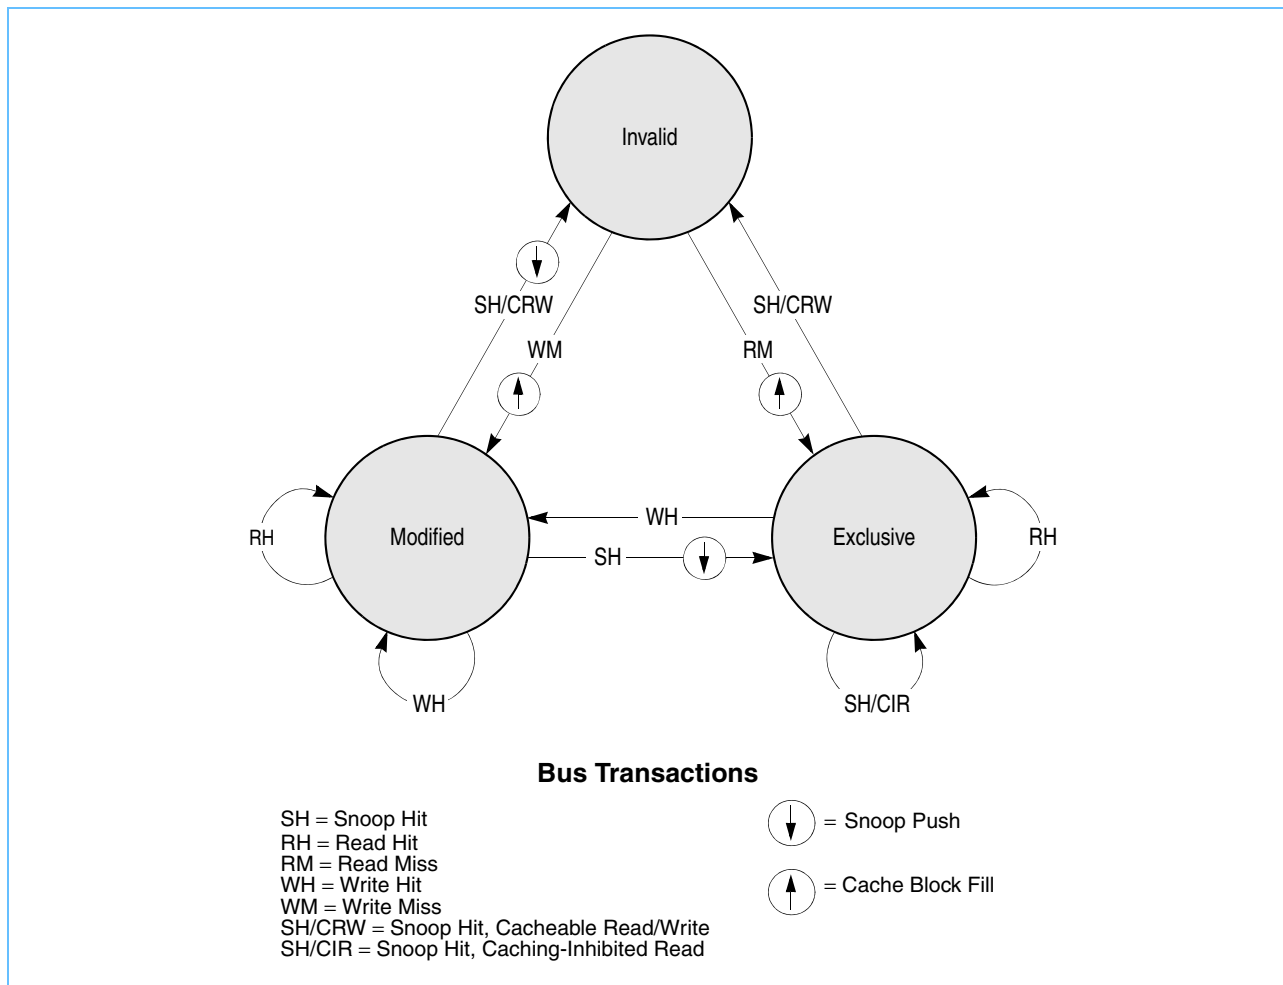 Invalid
SH/CRW
SH/CRW
WM
RM
WH
RH
Modified
Exclusive
RH
SH
WH
SH/CIR
Bus Transactions
SH = Snoop Hit
RH = Read Hit
RM = Read Miss
WH = Write Hit
WM = Write Miss
SH/CRW = Snoop Hit, Cacheable Read/Write
SH/CIR = Snoop Hit, Caching-Inhibited Read
= Snoop Push
= Cache Block Fill